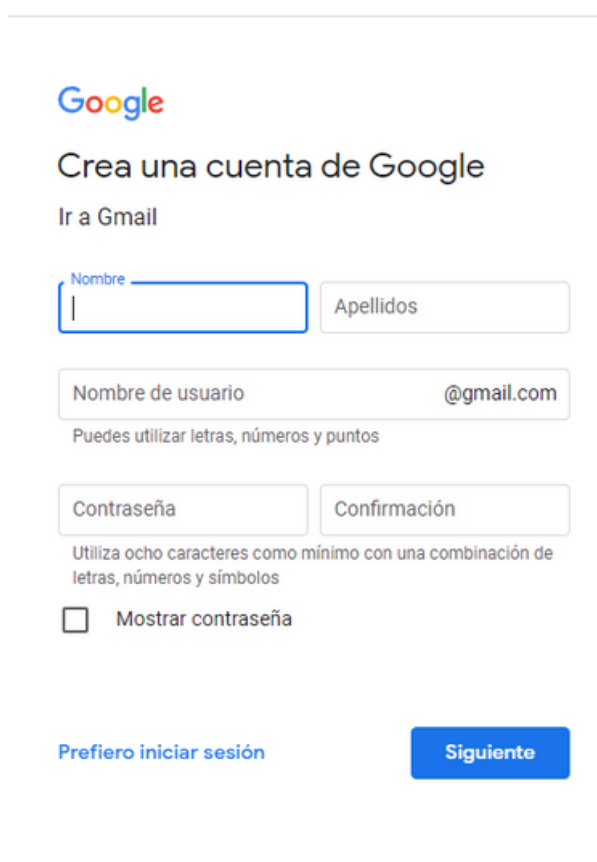 Google
Crea una cuenta de Google
Ir a Gmail
Nombre
Apellidos
Nombre de usuario @gmail.com
Puedes utilizar letras, números y puntos
Contraseña Confirmación
Utiliza ocho caracteres como mínimo con una combinación de
letras, números y símbolos
Mostrar contraseña
Prefiero iniciar sesión Siguiente